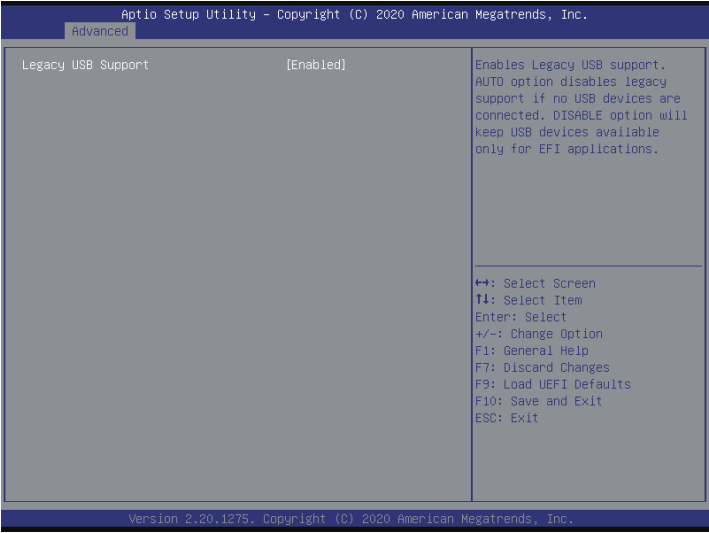 Aptio Setup Utility – Copyright (C) 2020 American Megatrends, Inc.
Advanced
Legacy USB Support [Enabled]
Enables Legacy USB support.
AUTO option disables legacy
support if no USB devices are
connected. DISABLE option will
keep USB devices available
only for EFI applications.
↔: Select Screen
↑↓: Select Item
Enter: Select
+/-: Change Option
F1: General Help
F7: Discard Changes
F9: Load UEFI Defaults
F10: Save and Exit
ESC: Exit
Version 2.20.1275. Copyright (C) 2020 American Megatrends, Inc.